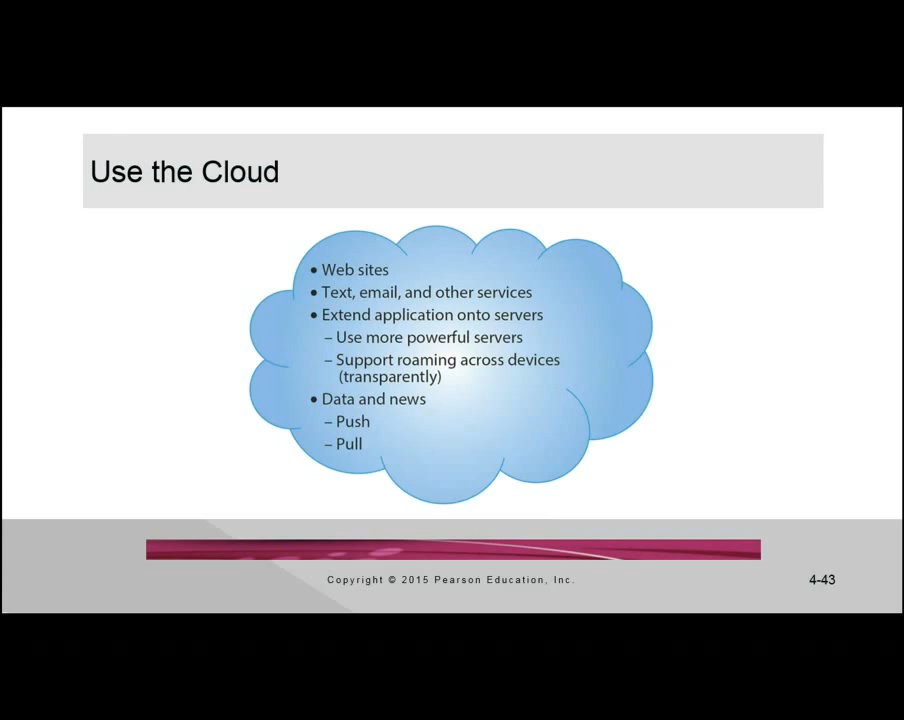 Use the Cloud
• Web sites
• Text, email, and other services
• Extend application onto servers
– Use more powerful servers
– Support roaming across devices
(transparently)
• Data and news
– Push
– Pull
Copyright © 2015 Pearson Education, Inc.
4-43